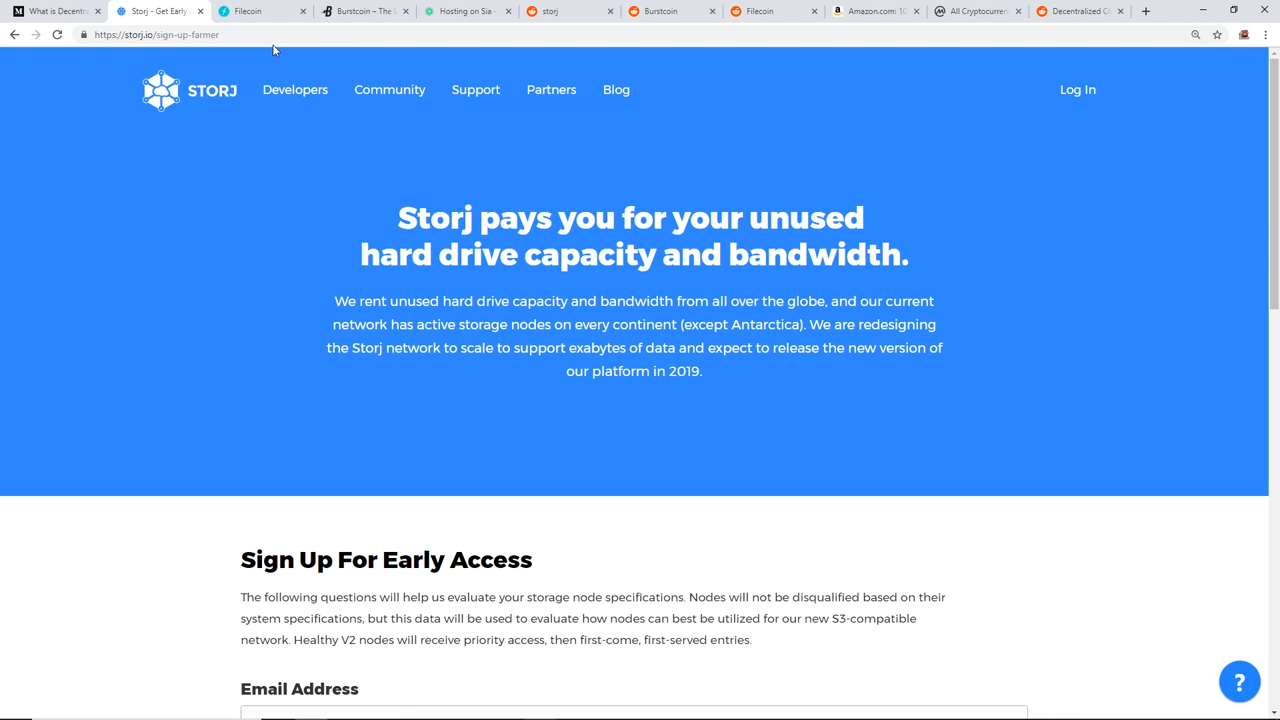 What is Decentr
Storj - Get Early
Filecoin
Burstcoin – The
Hosting on Sia -
storj
Burstcoin
Filecoin
Amazon.com: 10
All Cryptocurren
Decentralized C
https://storj.io/sign-up-farmer
STORJ
Developers
Community
Support
Partners
Blog
Log In
Storj pays you for your unused
hard drive capacity and bandwidth.
We rent unused hard drive capacity and bandwidth from all over the globe, and our current
network has active storage nodes on every continent (except Antarctica). We are redesigning
the Storj network to scale to support exabytes of data and expect to release the new version of
our platform in 2019.
Sign Up For Early Access
The following questions will help us evaluate your storage node specifications. Nodes will not be disqualified based on their
system specifications, but this data will be used to evaluate how nodes can best be utilized for our new S3-compatible
network. Healthy V2 nodes will receive priority access, then first-come, first-served entries.
Email Address
?